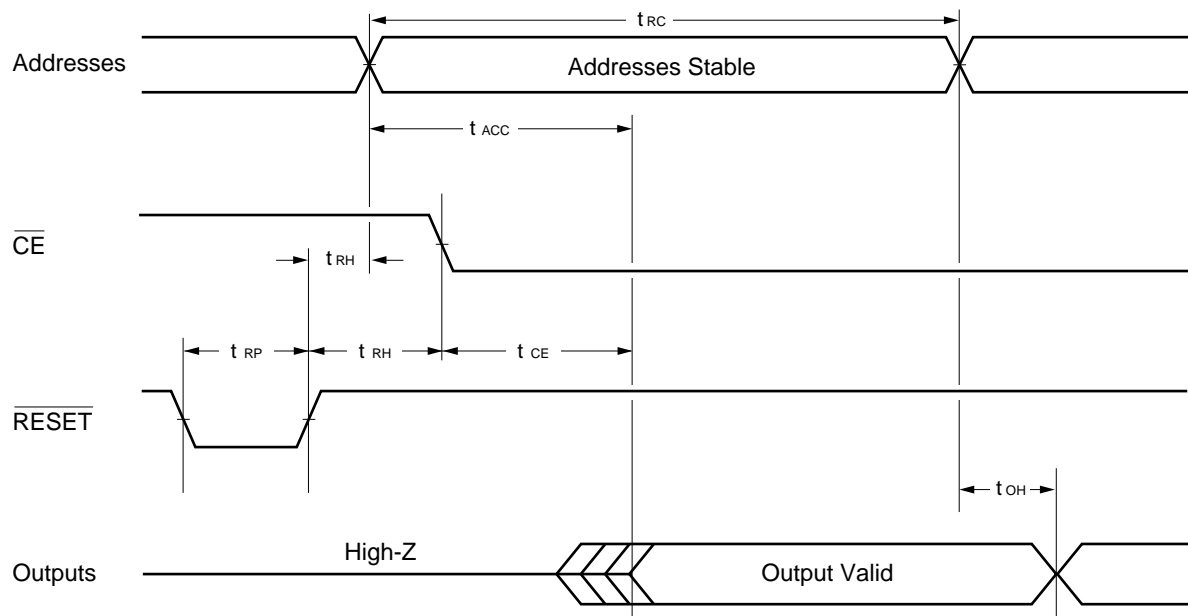 t RC
Addresses
Addresses Stable
t ACC
CE
t RH
t RP
t RH
t CE
RESET
t OH
High-Z
Outputs
Output Valid